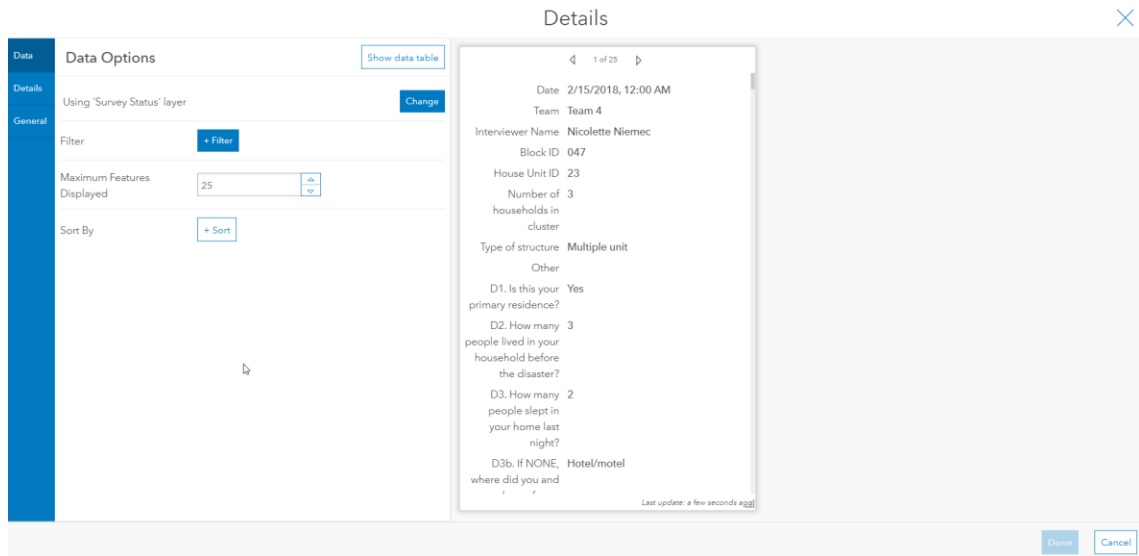 Details
Data
Details
General
Data Options
Show data table
Using 'Survey Status' layer
Change
Filter
+ Filter
Maximum Features
Displayed
25
Sort By
+ Sort
1 of 25
Date 2/15/2018, 12:00 AM
Team Team 4
Interviewer Name Nicolette Niemec
Block ID 047
House Unit ID 23
Number of 3
households in
cluster
Type of structure Multiple unit
Other
D1. Is this your Yes
primary residence?
D2. How many 3
people lived in your
household before
the disaster?
D3. How many 2
people slept in
your home last
night?
D3b. If NONE, Hotel/motel
where did you and
Last update: a few seconds ago
Done
Cancel